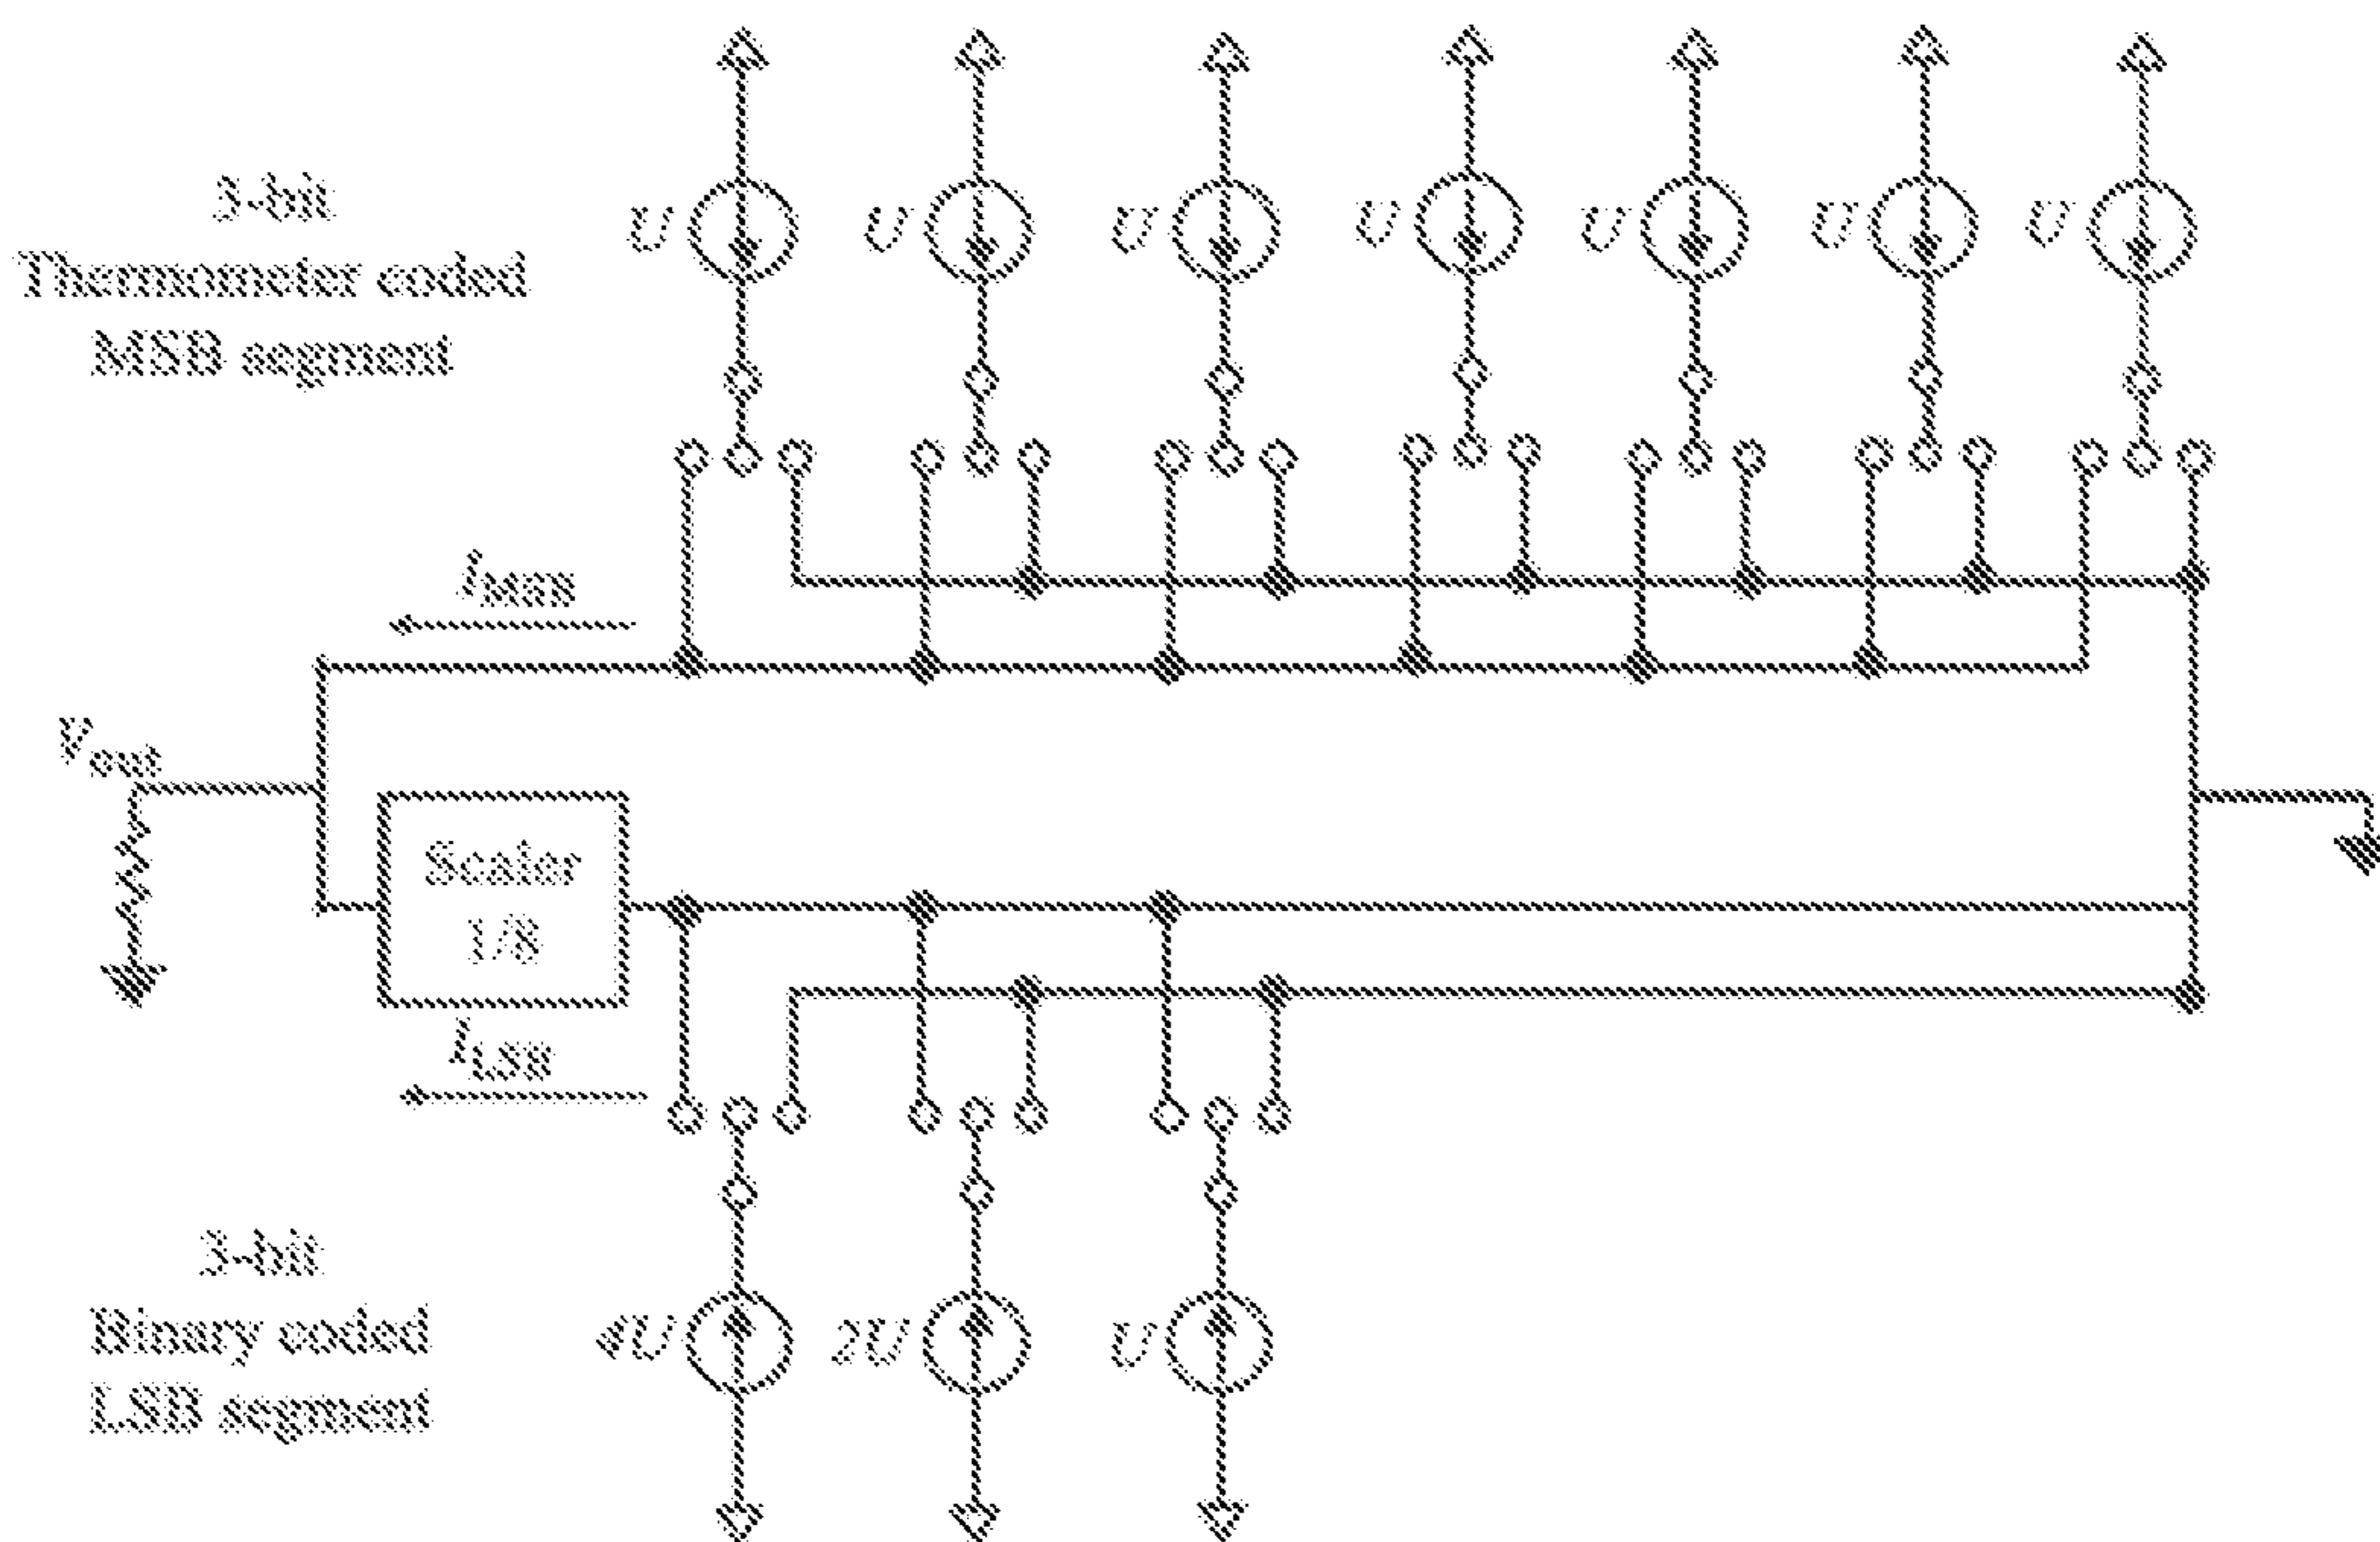 3-bit
Thermometer coded
MSB segment
U U U U U U U
I_MSB
V_out
Scaler
1/8
I_LSB
3-bit
Binary coded
LSB segment
4U 2U U